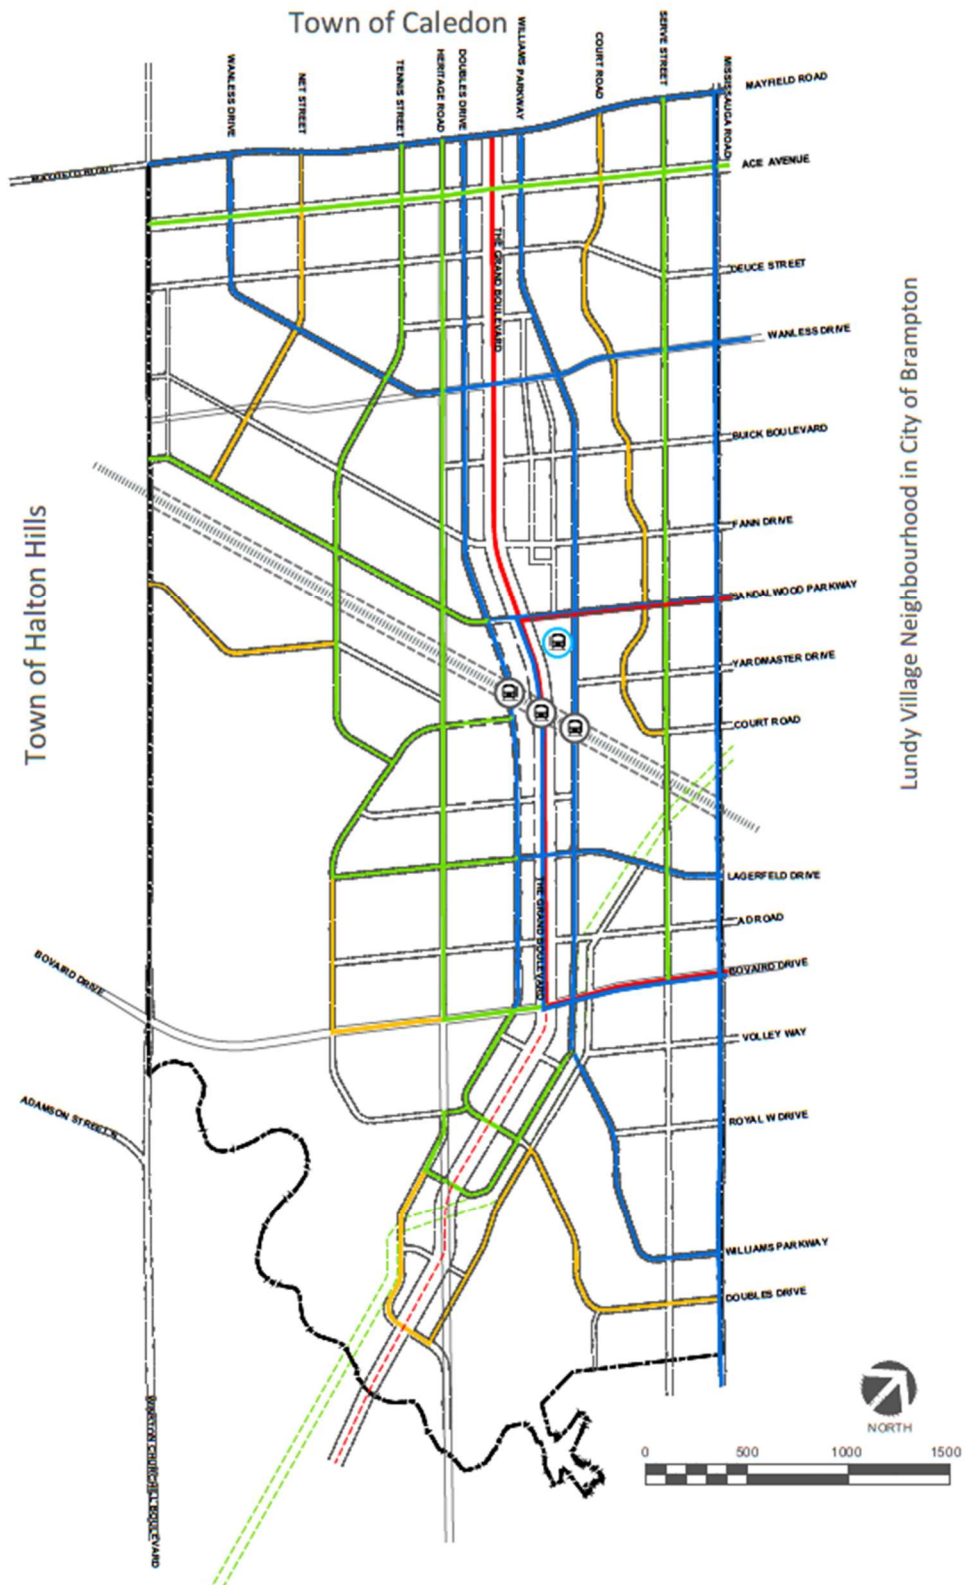 Town of Caledon
WANLESS DRIVE
NET STREET
TENNIS STREET
HERITAGE ROAD
DOUBLES DRIVE
WILLIAMS PARKWAY
COURT ROAD
SERVE STREET
MISSISSAUGA ROAD
MAYFIELD ROAD
MAYFIELD ROAD
ACE AVENUE
THE GRAND BOULEVARD
DEUCE STREET
WANLESS DRIVE
BUICK BOULEVARD
FANN DRIVE
SANDALWOOD PARKWAY
YARDMASTER DRIVE
COURT ROAD
Town of Halton Hills
Lundy Village Neighbourhood in City of Brampton
LAGERFELD DRIVE
THE GRAND BOULEVARD
AD ROAD
BOVAIRD DRIVE
BOVAIRD DRIVE
VOLLEY WAY
ADAMSON STREET N
ROYAL W DRIVE
WILLIAMS PARKWAY
DOUBLES DRIVE
CHURCHILL BOULEVARD
NORTH
0 500 1000 1500